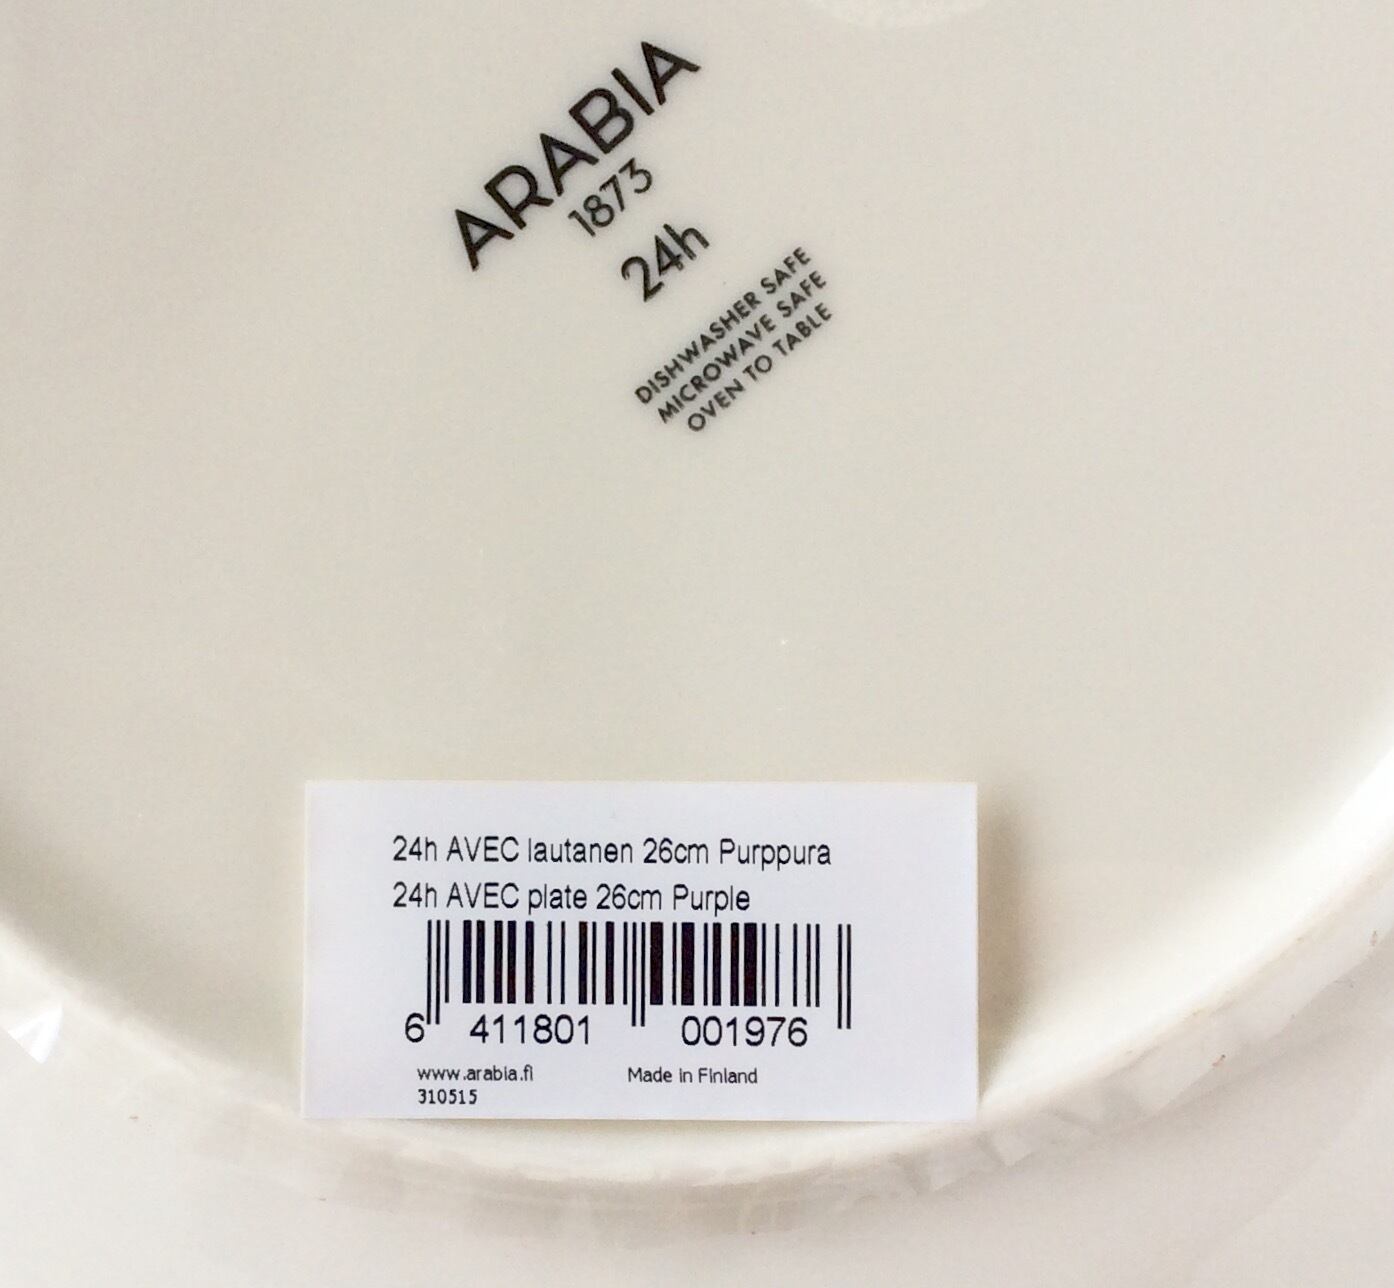 ARABIA
1873
24h
DISHWASHER SAFE
MICROWAVE SAFE
OVEN TO TABLE
24h AVEC lautanen 26cm Purppura
24h AVEC plate 26cm Purple
6 411801 001976
www.arabia.fi Made in Finland
310515